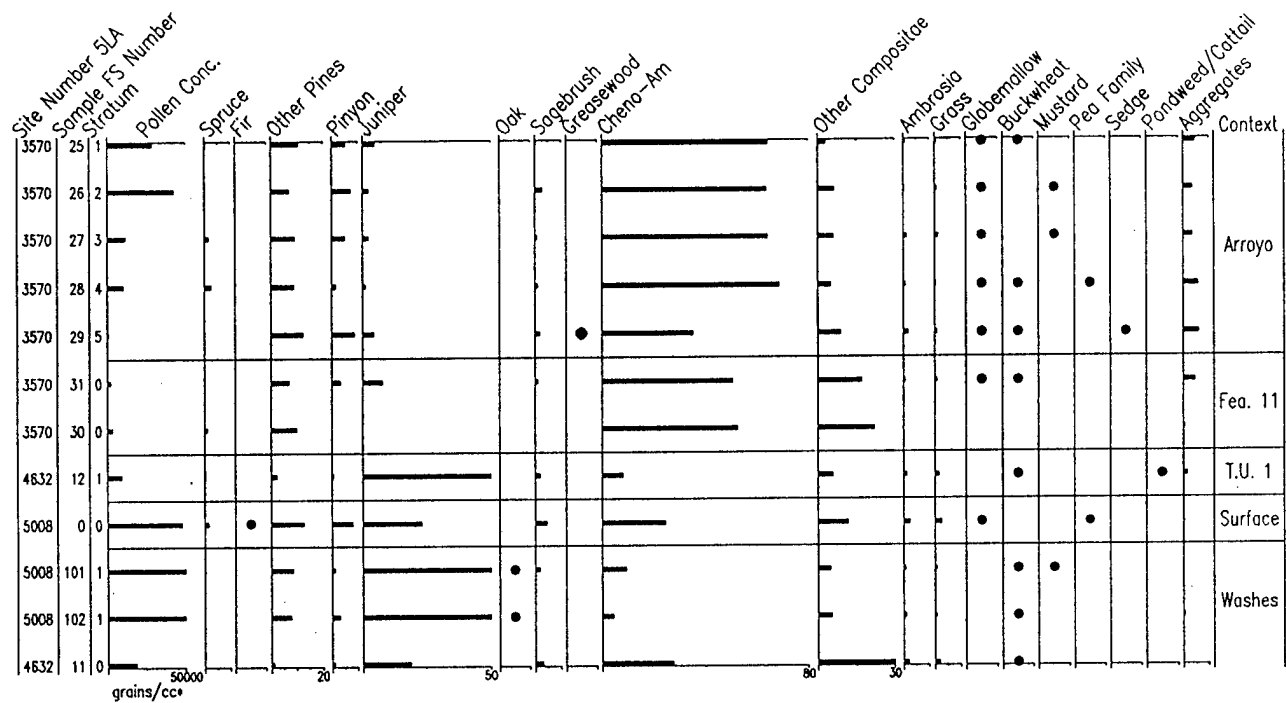 Site Number 5LA
Sample FS Number
Stratum
Pollen Conc.
Spruce
Fir
Other Pines
Pinyon
Juniper
Oak
Sagebrush
Greasewood
Cheno-Am
Other Compositae
Ambrosia
Grass
Globemallow
Buckwheat
Mustard
Pea Family
Sedge
Pondweed/Cattail
Aggregates
Context
3570 25 1
3570 26 2
3570 27 3
Arroyo
3570 28 4
3570 29 5
3570 31 0
Fea. 11
3570 30 0
4632 12 1 T.U. 1
5008 0 0 Surface
5008 101 1
Washes
5008 102 1
4632 11 0
50000 20 50 80 30
grains/cc*